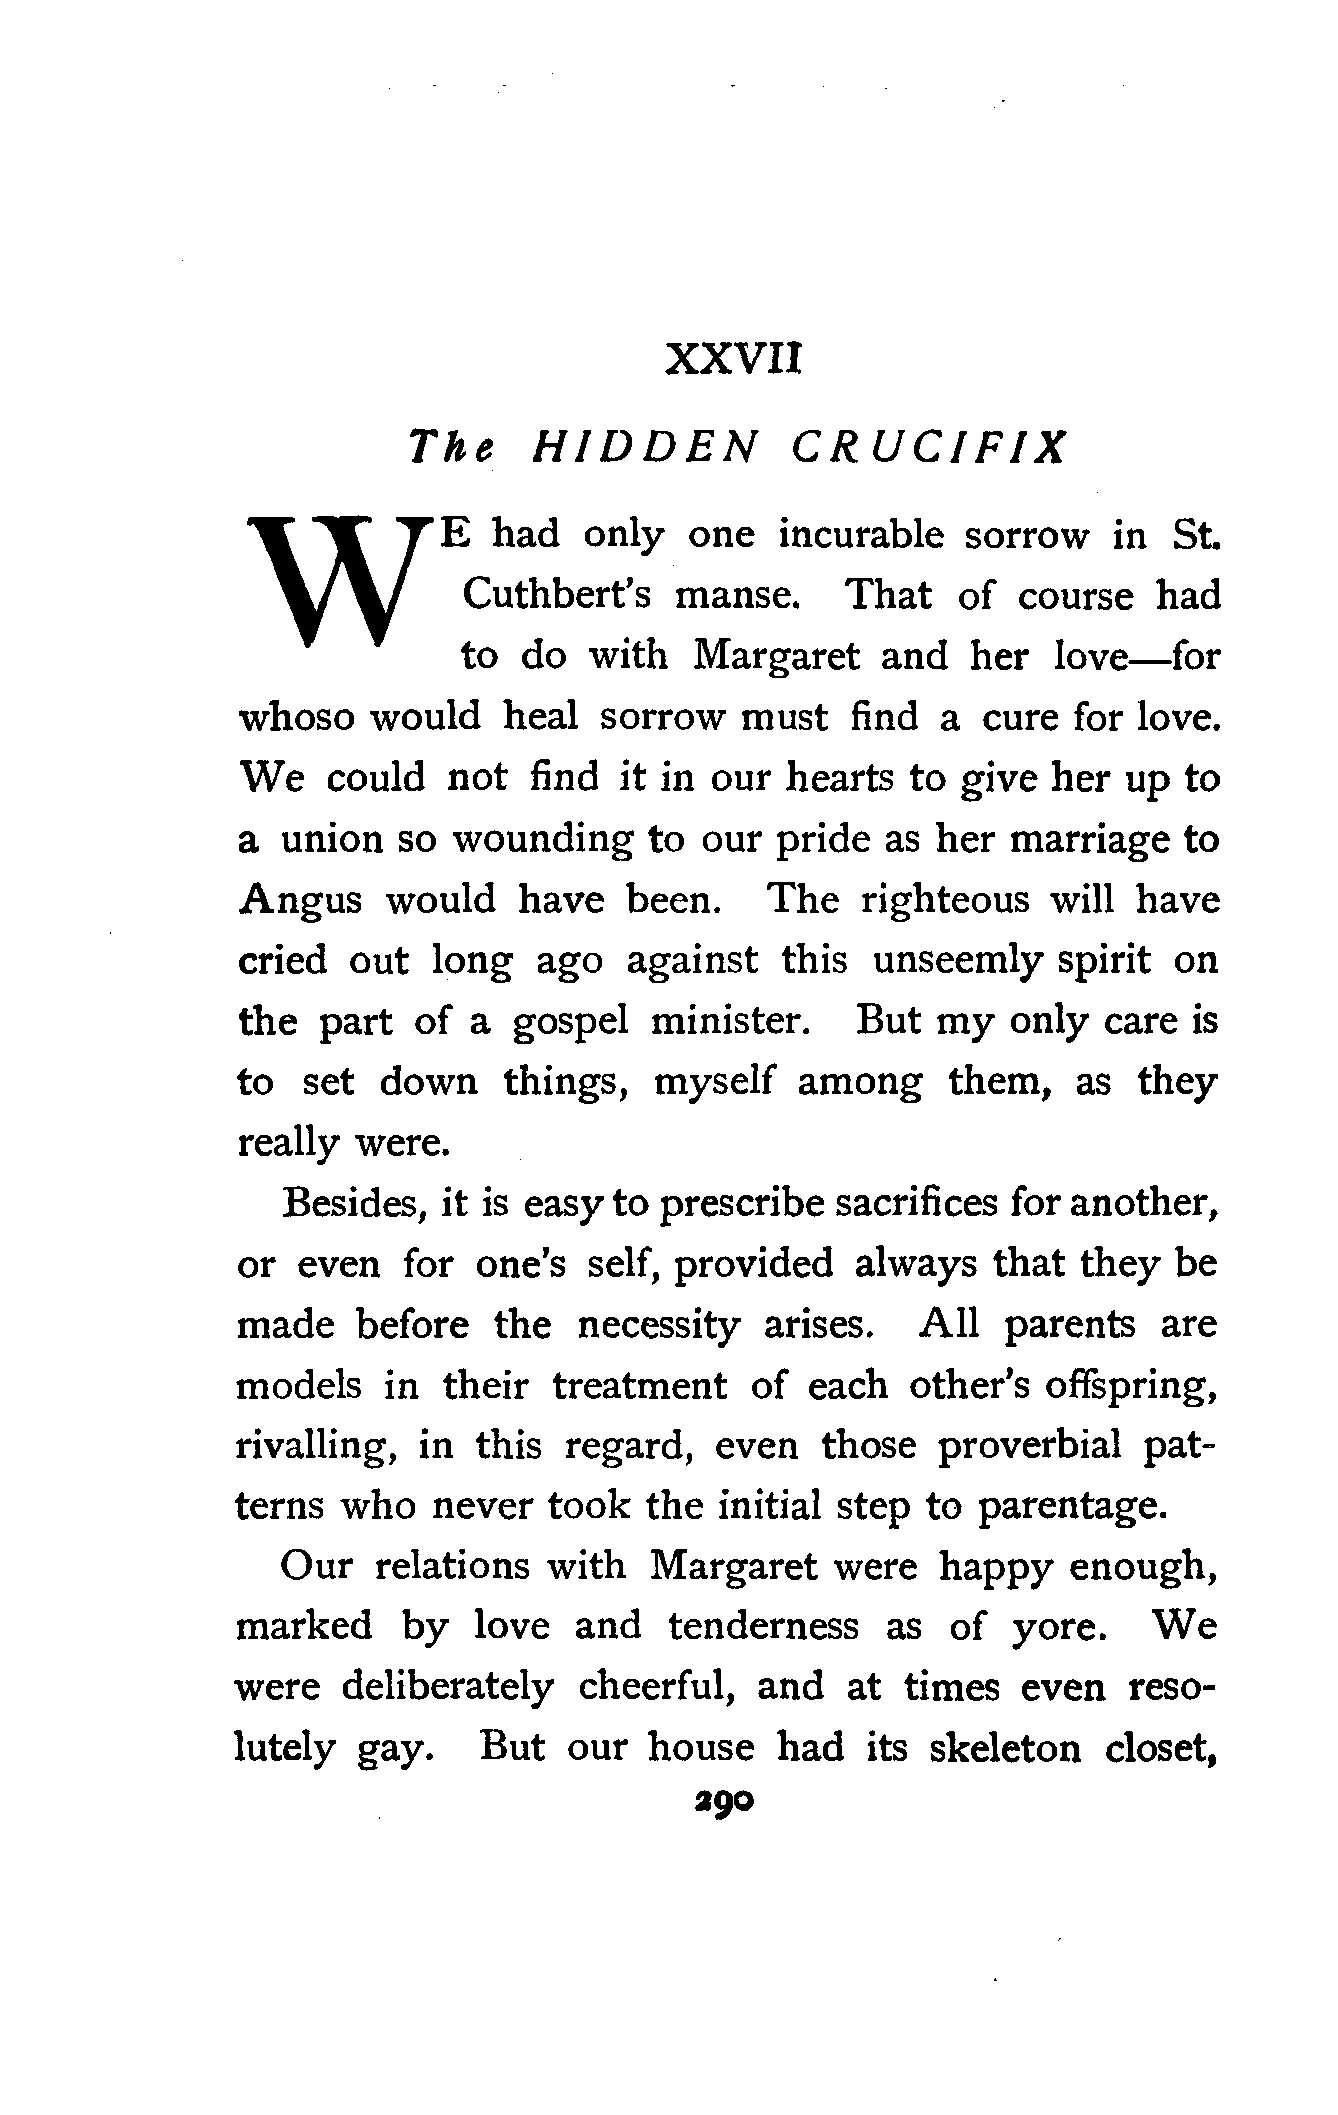 XXVII
The HIDDEN CRUCIFIX
WE had only one incurable sorrow in St.
Cuthbert's manse. That of course had
to do with Margaret and her love—for
whoso would heal sorrow must find a cure for love.
We could not find it in our hearts to give her up to
a union so wounding to our pride as her marriage to
Angus would have been. The righteous will have
cried out long ago against this unseemly spirit on
the part of a gospel minister. But my only care is
to set down things, myself among them, as they
really were.
Besides, it is easy to prescribe sacrifices for another,
or even for one's self, provided always that they be
made before the necessity arises. All parents are
models in their treatment of each other's offspring,
rivalling, in this regard, even those proverbial pat-
terns who never took the initial step to parentage.
Our relations with Margaret were happy enough,
marked by love and tenderness as of yore. We
were deliberately cheerful, and at times even reso-
lutely gay. But our house had its skeleton closet,
290